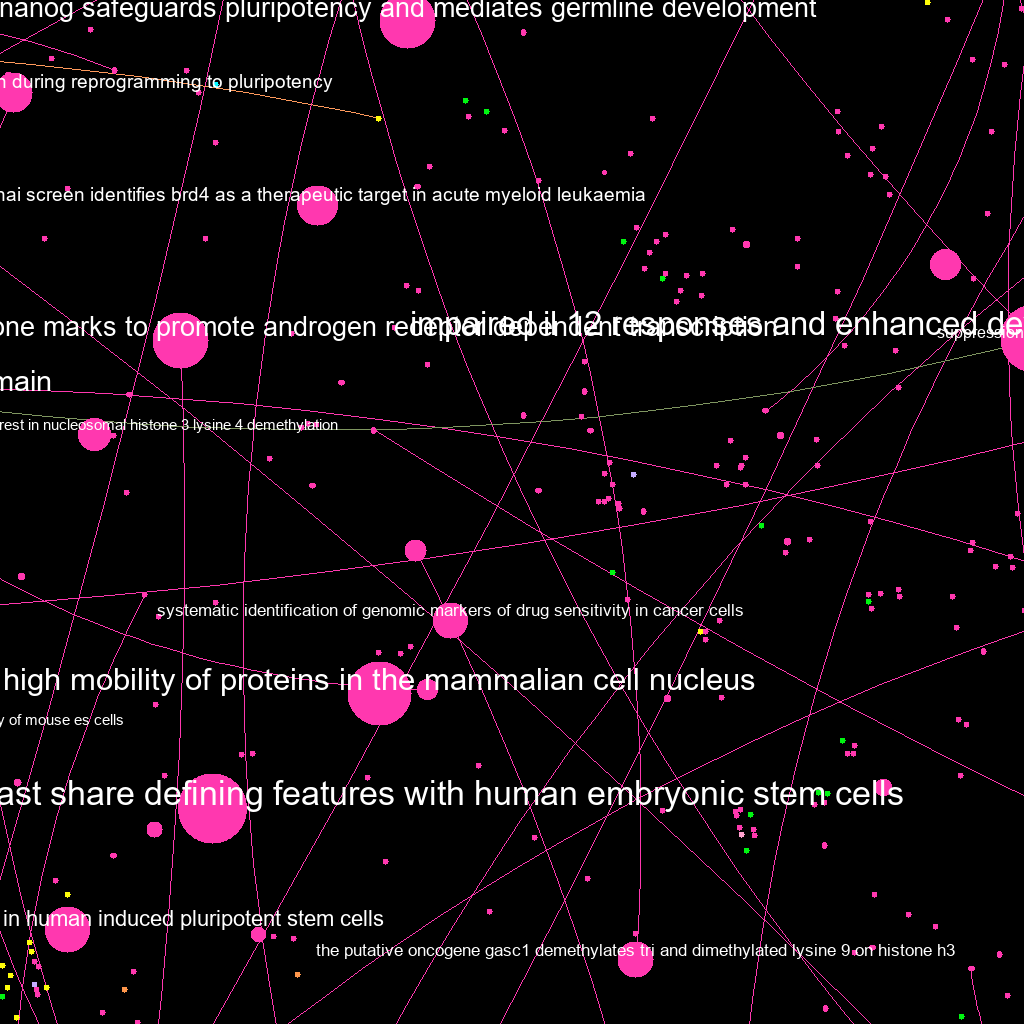 nanog safeguards pluripotency and mediates germline development
during reprogramming to pluripotency
screen identifies brd4 as a therapeutic target in acute myeloid leukaemia
impaired il 12 responses and enhanced
one marks to promote androgen receptor dependent transcription
suppression
main
rest in nucleosomal histone 3 lysine 4 demethylation
systematic identification of genomic markers of drug sensitivity in cancer cells
high mobility of proteins in the mammalian cell nucleus
y of mouse es cells
ast share defining features with human embryonic stem cells
in human induced pluripotent stem cells
the putative oncogene gasc1 demethylates tri and dimethylated lysine 9 on histone h3